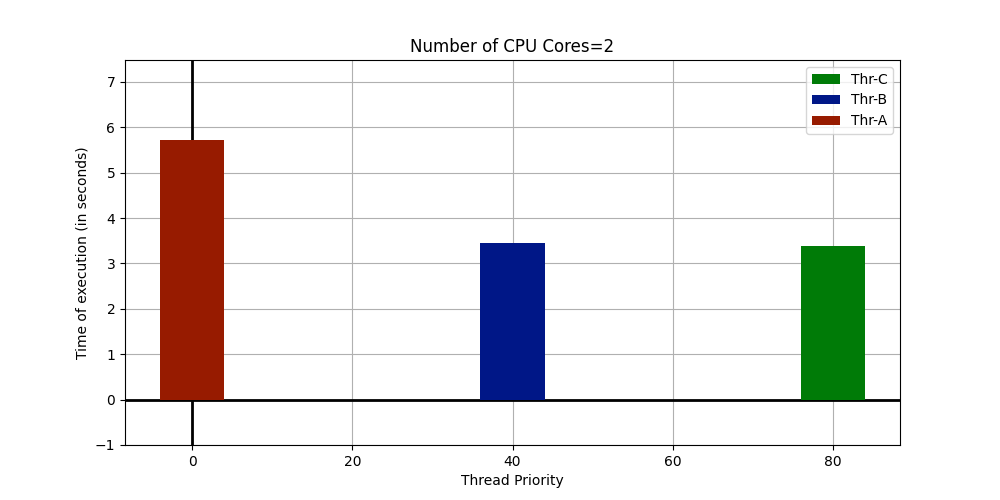 Number of CPU Cores=2
7
6
5
4
3
2
1
0
−1
Time of execution (in seconds)
Thr-C
Thr-B
Thr-A
0
20
40
60
80
Thread Priority